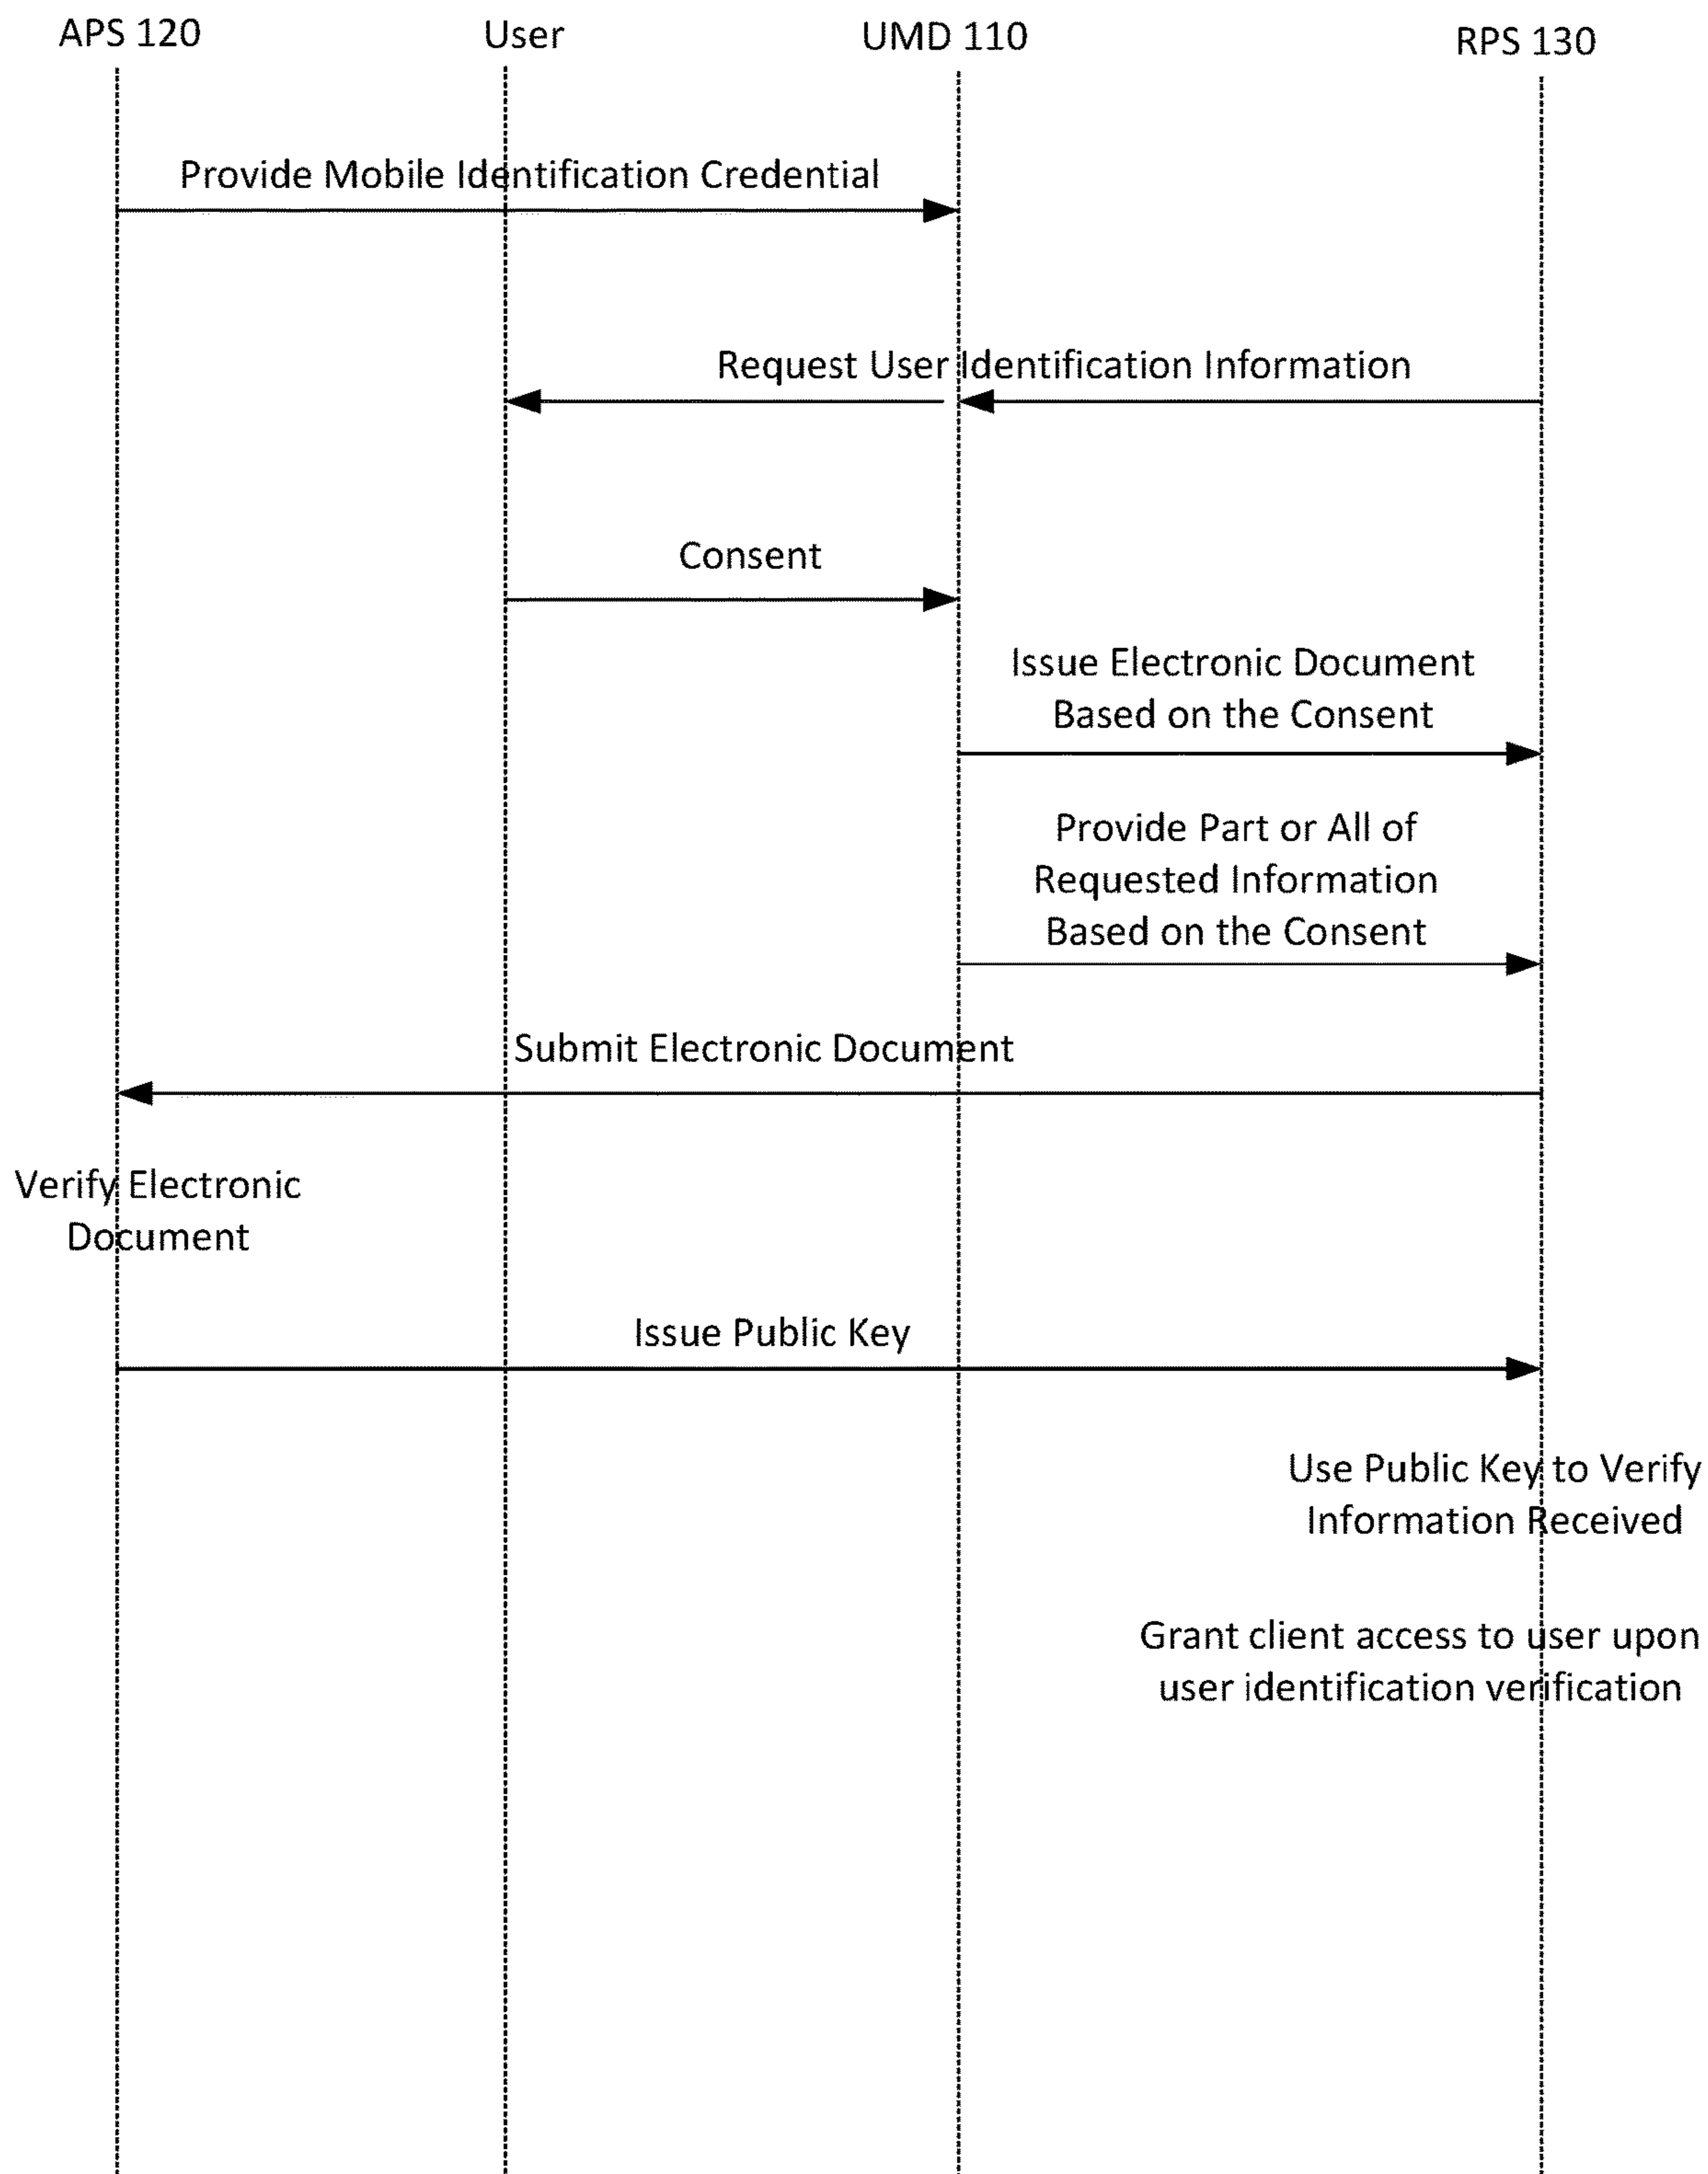 APS 120
User
UMD 110
RPS 130
Provide Mobile Identification Credential
Request User Identification Information
Consent
Issue Electronic Document
Based on the Consent
Provide Part or All of
Requested Information
Based on the Consent
Submit Electronic Document
Verify Electronic
Document
Issue Public Key
Use Public Key to Verify
Information Received
Grant client access to user upon
user identification verification